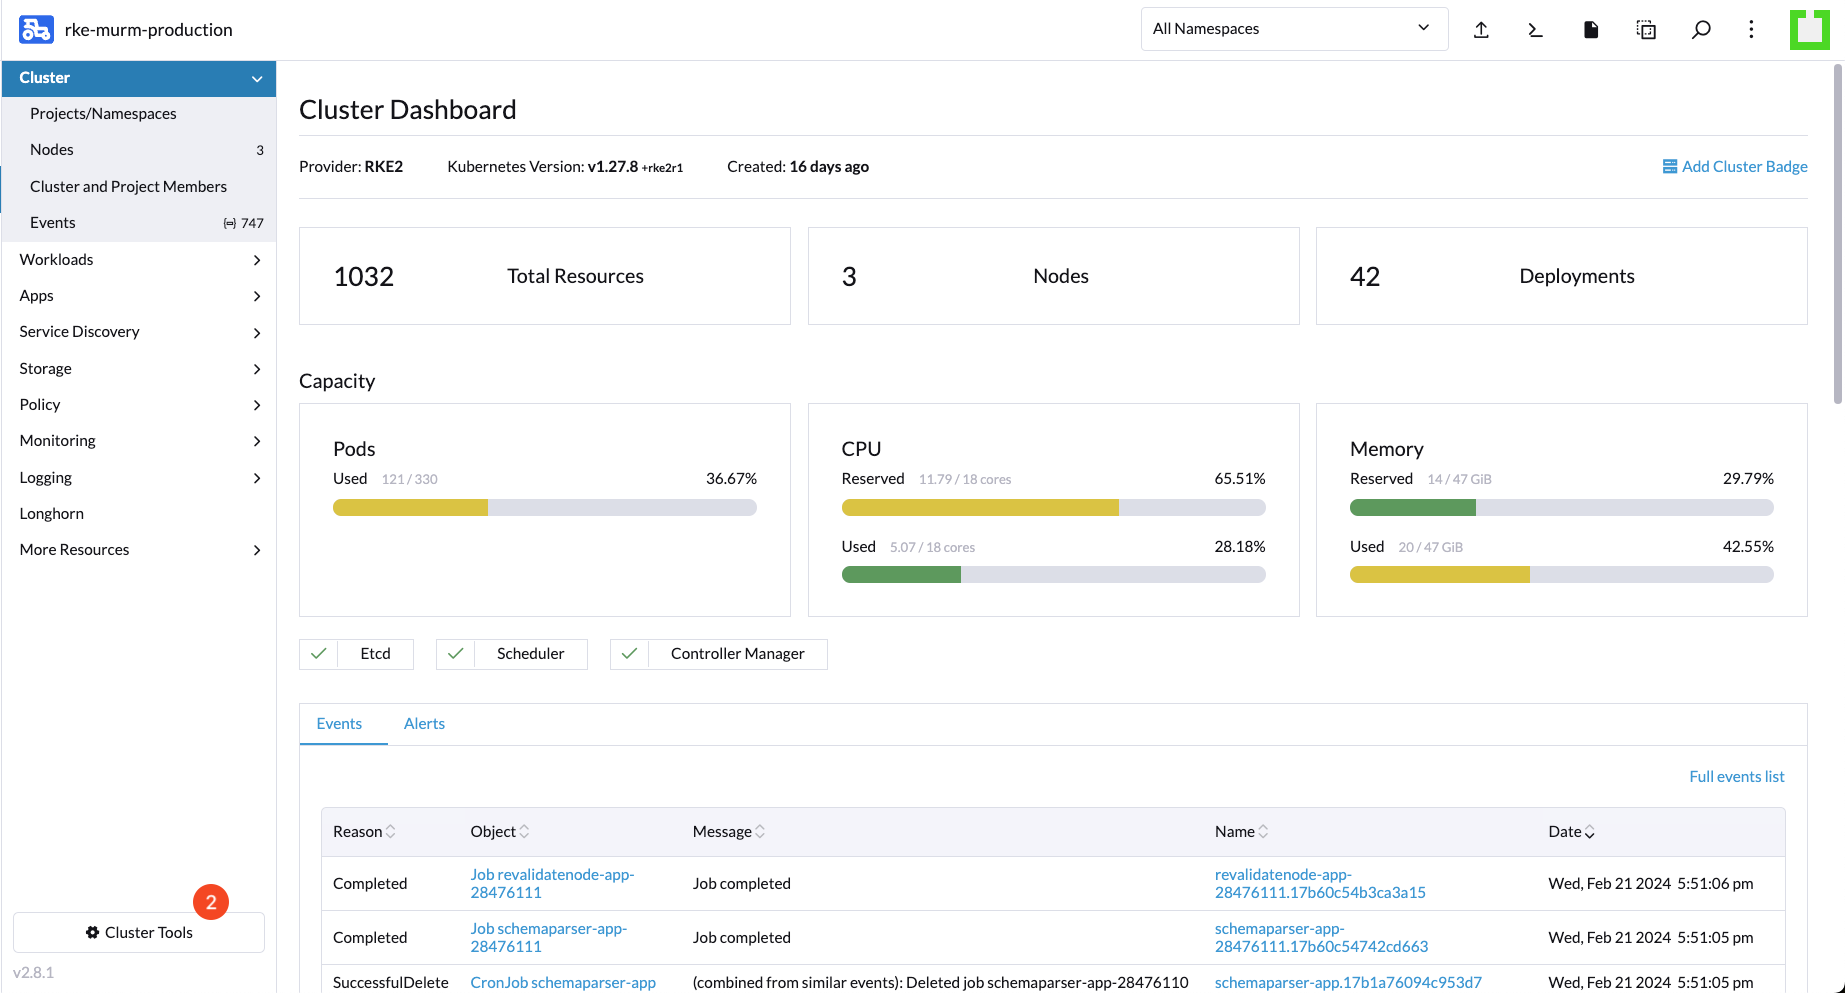 rke-murm-production
All Namespaces
Cluster
Projects/Namespaces
Nodes 3
Cluster and Project Members
Events 747
Workloads
Apps
Service Discovery
Storage
Policy
Monitoring
Logging
Longhorn
More Resources
2
Cluster Tools
v2.8.1
Cluster Dashboard
Provider: RKE2 Kubernetes Version: v1.27.8 +rke2r1 Created: 16 days ago Add Cluster Badge
1032 Total Resources
3 Nodes
42 Deployments
Capacity
Pods
Used 121 / 330 36.67%
CPU
Reserved 11.79 / 18 cores 65.51%
Used 5.07 / 18 cores 28.18%
Memory
Reserved 14 / 47 GiB 29.79%
Used 20 / 47 GiB 42.55%
Etcd
Scheduler
Controller Manager
Events Alerts
Full events list
Reason Object Message Name Date
Completed Job revalidatenode-app-28476111 Job completed revalidatenode-app-28476111.17b60c54b3ca3a15 Wed, Feb 21 2024 5:51:06 pm
Completed Job schemaparser-app-28476111 Job completed schemaparser-app-28476111.17b60c54742cd663 Wed, Feb 21 2024 5:51:05 pm
SuccessfulDelete CronJob schemaparser-app (combined from similar events): Deleted job schemaparser-app-28476110 schemaparser-app.17b1a76094c953d7 Wed, Feb 21 2024 5:51:05 pm